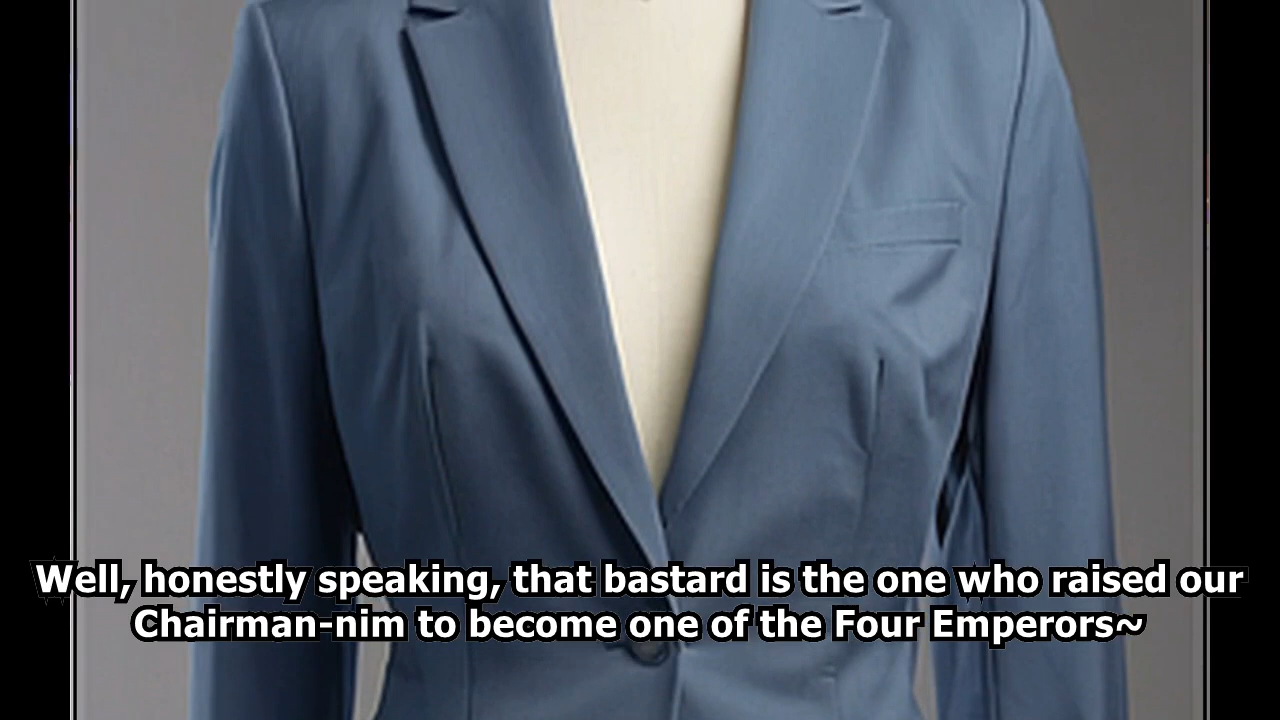 Well, honestly speaking, that bastard is the one who raised our
Chairman-nim to become one of the Four Emperors~